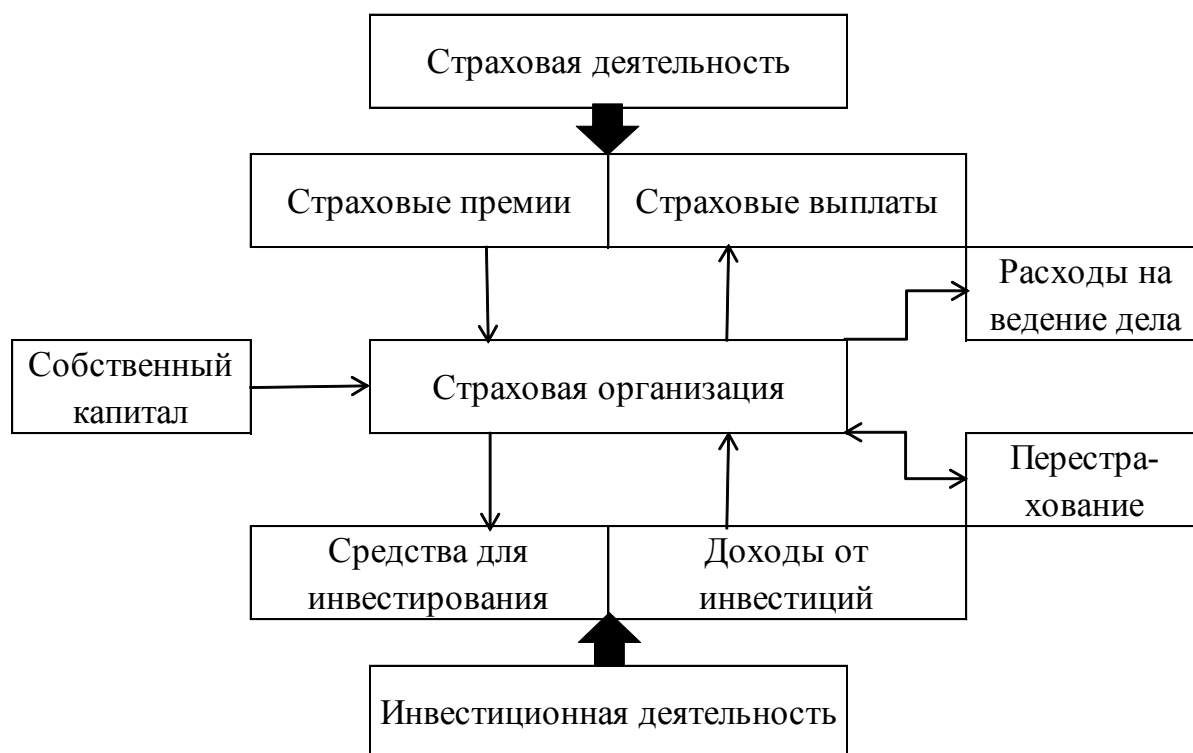 Страховая деятельность
Страховые премии
Страховые выплаты
Расходы на
ведение дела
Собственный
капитал
Страховая организация
Перестра-
хование
Средства для
инвестирования
Доходы от
инвестиций
Инвестиционная деятельность